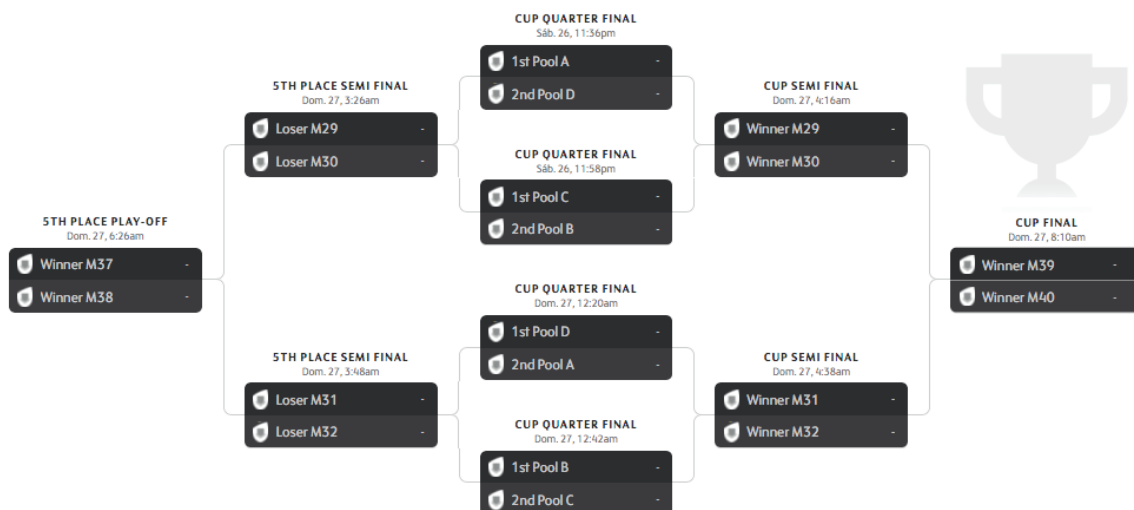 CUP QUARTER FINAL
Sáb. 26, 11:36pm
1st Pool A -
2nd Pool D -
5TH PLACE SEMI FINAL
Dom. 27, 3:26am
Loser M29 -
Loser M30 -
CUP SEMI FINAL
Dom. 27, 4:16am
Winner M29 -
Winner M30 -
CUP QUARTER FINAL
Sáb. 26, 11:58pm
1st Pool C -
2nd Pool B -
5TH PLACE PLAY-OFF
Dom. 27, 6:26am
Winner M37 -
Winner M38 -
CUP FINAL
Dom. 27, 8:10am
Winner M39 -
Winner M40 -
CUP QUARTER FINAL
Dom. 27, 12:20am
1st Pool D -
2nd Pool A -
5TH PLACE SEMI FINAL
Dom. 27, 3:48am
Loser M31 -
Loser M32 -
CUP SEMI FINAL
Dom. 27, 4:38am
Winner M31 -
Winner M32 -
CUP QUARTER FINAL
Dom. 27, 12:42am
1st Pool B -
2nd Pool C -